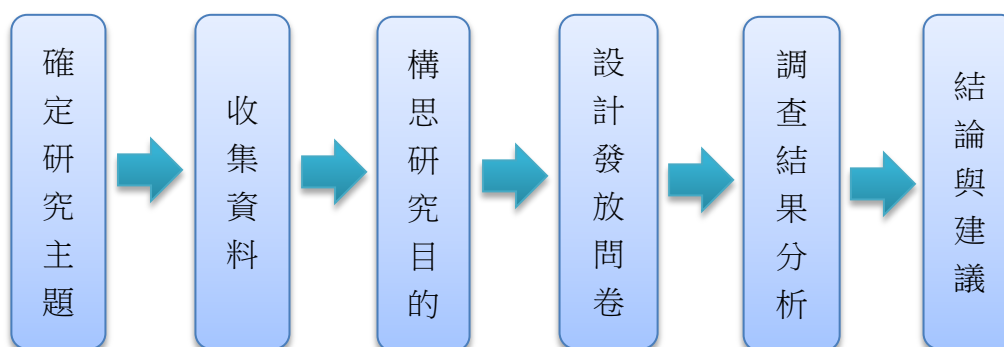 確定研究主題
收集資料
構思研究目的
設計發放問卷
調查結果分析
結論與建議